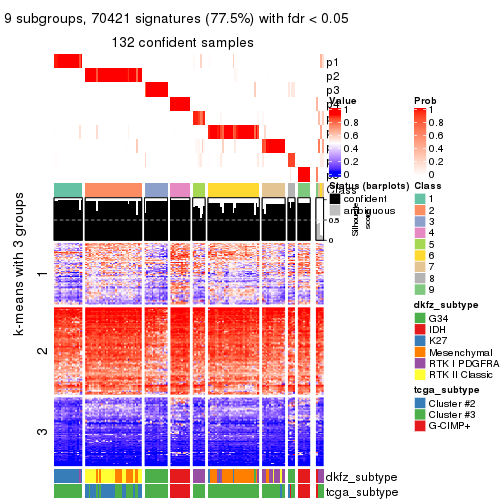 9 subgroups, 70421 signatures (77.5%) with fdr < 0.05
132 confident samples
p1
p2
p3
p4
Value
1
0.8
0.6
0.4
0.2
0
Prob
1
0.8
0.6
0.4
0.2
0
Status (barplots)
confident
ambiguous
Class
1
2
3
4
5
6
7
8
9
Class
1
0.5
0
Silhouette
score
k-means with 3 groups
1
2
3
dkfz_subtype
G34
IDH
K27
Mesenchymal
RTK I PDGFRA
RTK II Classic
tcga_subtype
Cluster #2
Cluster #3
G-CIMP+
dkfz_subtype
tcga_subtype